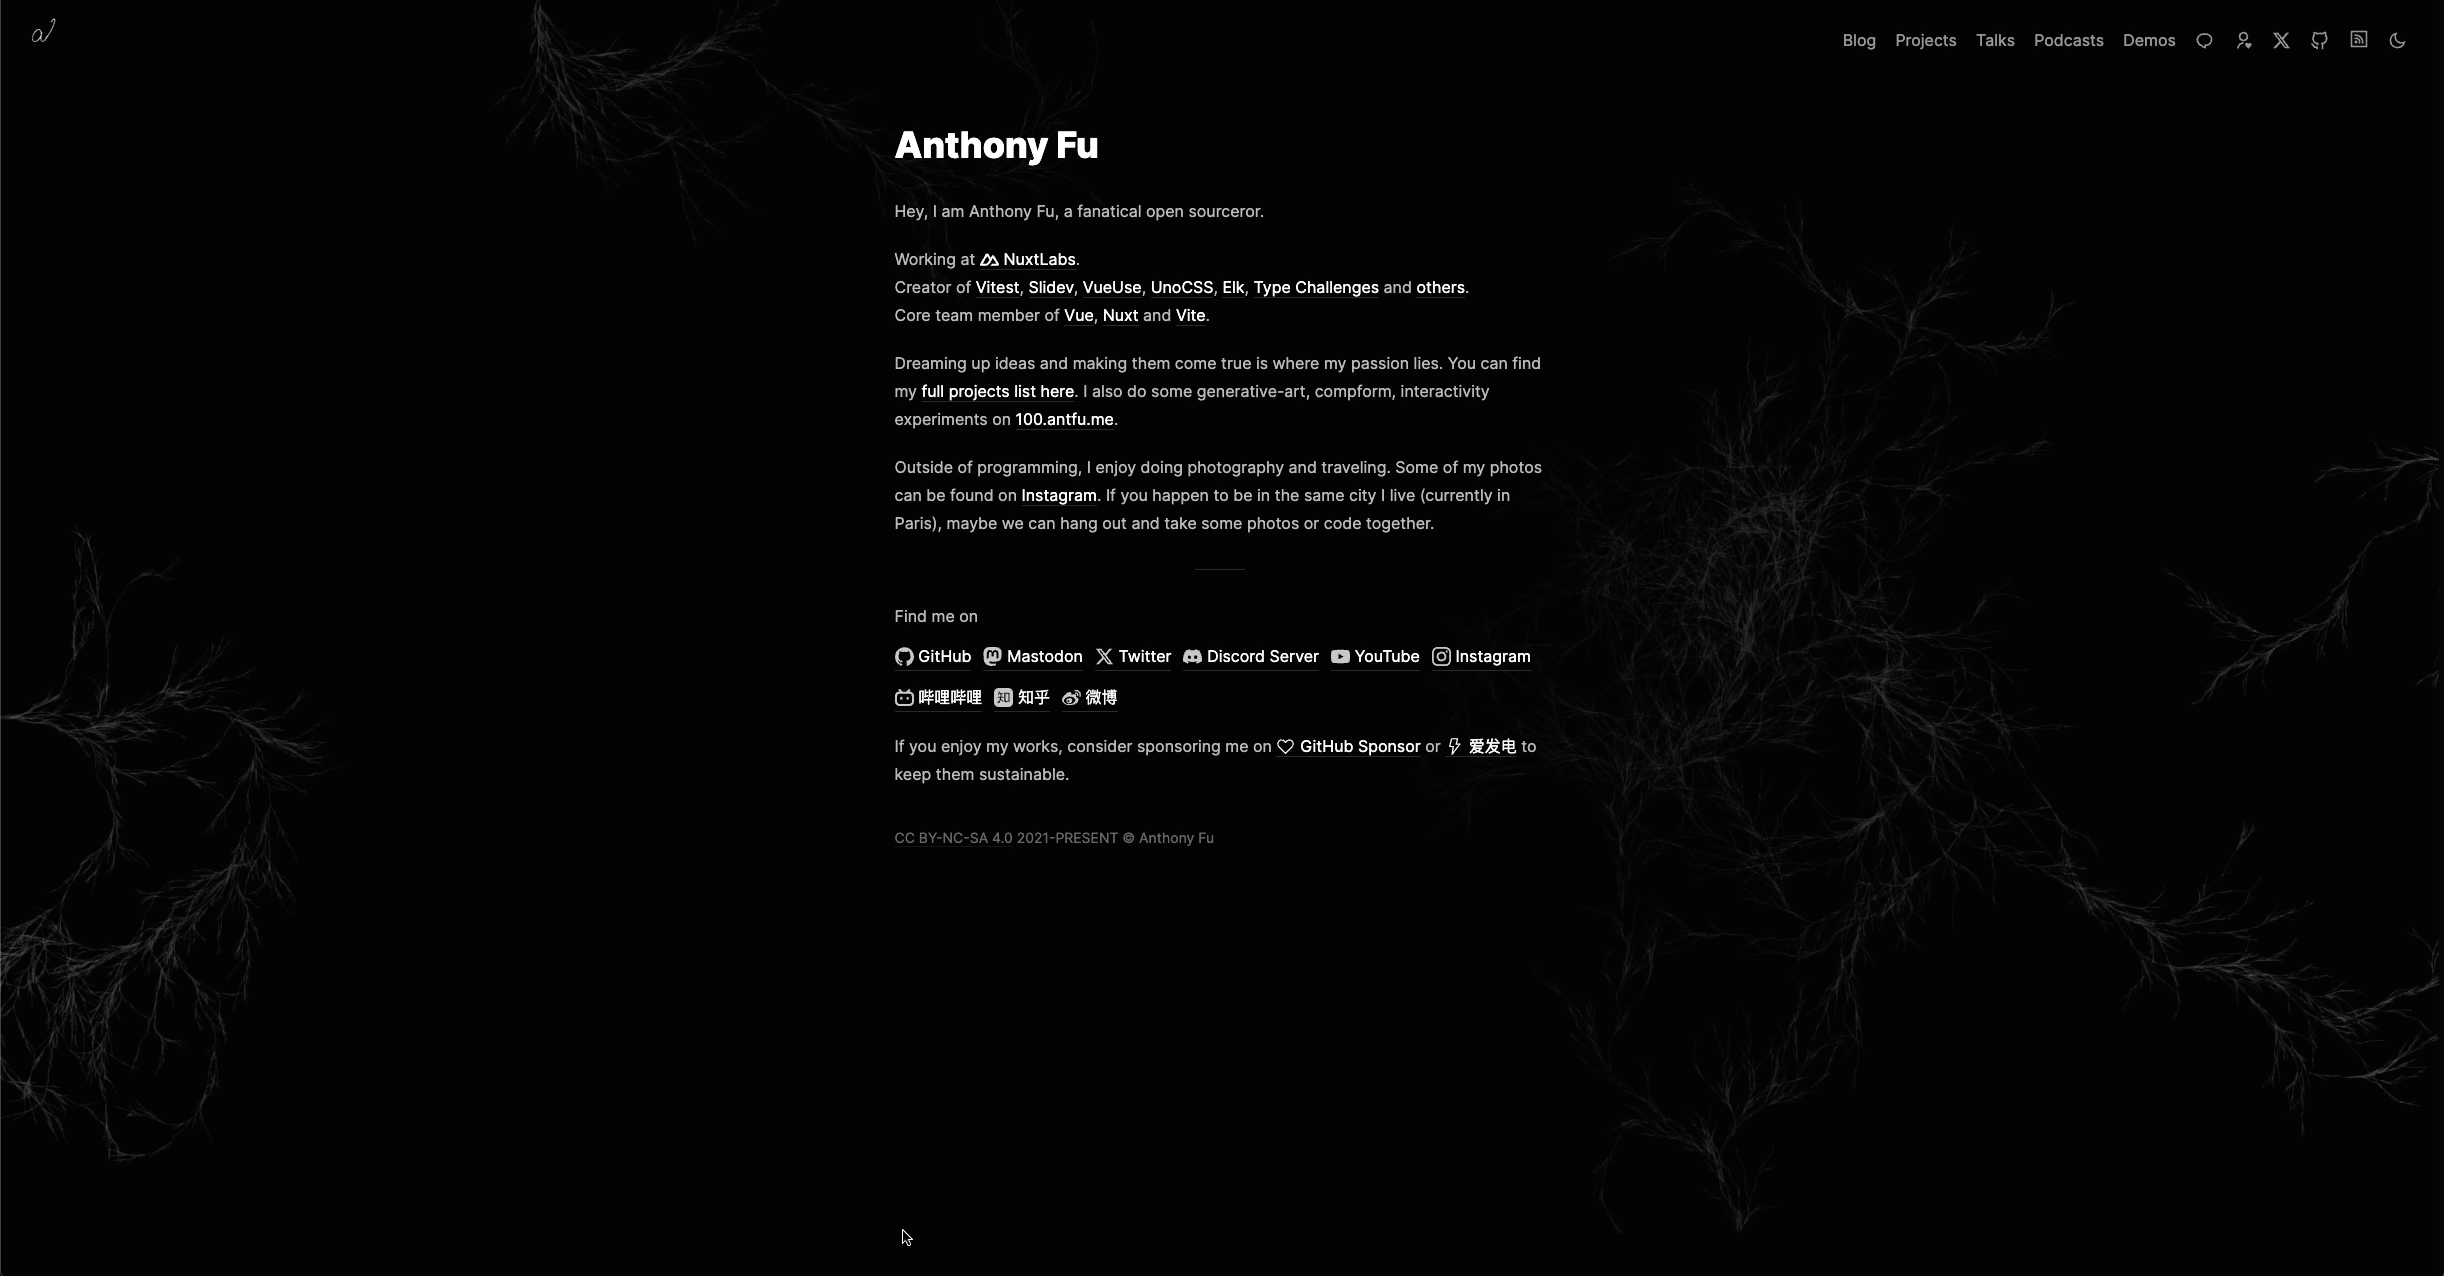 Blog Projects Talks Podcasts Demos
Anthony Fu
Hey, I am Anthony Fu, a fanatical open sourceror.
Working at NuxtLabs.
Creator of Vitest, Slidev, VueUse, UnoCSS, Elk, Type Challenges and others.
Core team member of Vue, Nuxt and Vite.
Dreaming up ideas and making them come true is where my passion lies. You can find
my full projects list here. I also do some generative-art, compform, interactivity
experiments on 100.antfu.me.
Outside of programming, I enjoy doing photography and traveling. Some of my photos
can be found on Instagram. If you happen to be in the same city I live (currently in
Paris), maybe we can hang out and take some photos or code together.
Find me on
GitHub Mastodon Twitter Discord Server YouTube Instagram
哔哩哔哩 知 知乎 微博
If you enjoy my works, consider sponsoring me on GitHub Sponsor or 爱发电 to
keep them sustainable.
CC BY-NC-SA 4.0 2021-PRESENT © Anthony Fu